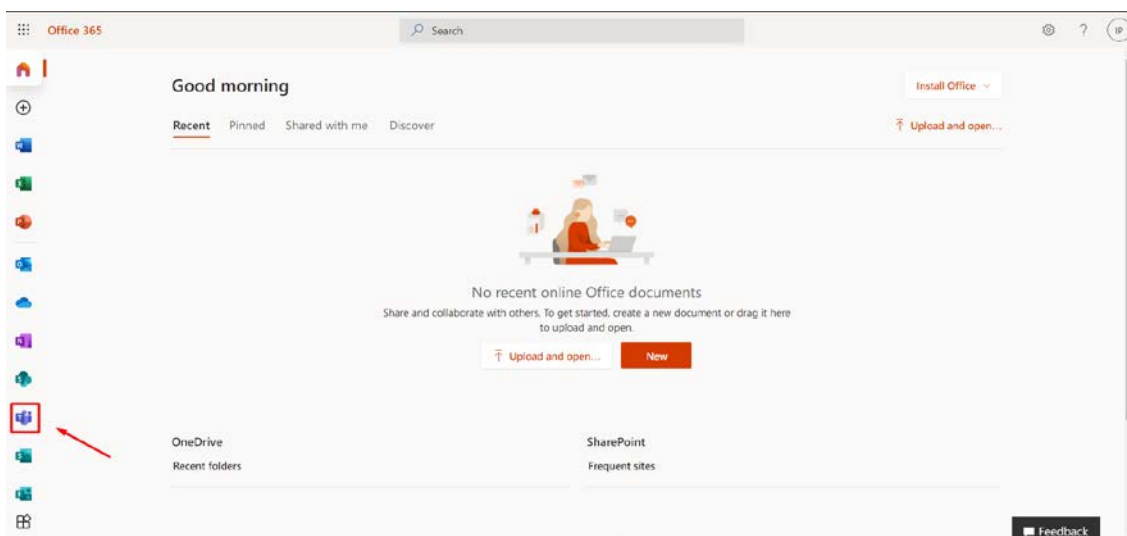 Office 365
Search
IP
Good morning
Install Office
Recent Pinned Shared with me Discover
Upload and open...
No recent online Office documents
Share and collaborate with others. To get started, create a new document or drag it here
to upload and open.
Upload and open... New
OneDrive
Recent folders
SharePoint
Frequent sites
Feedback